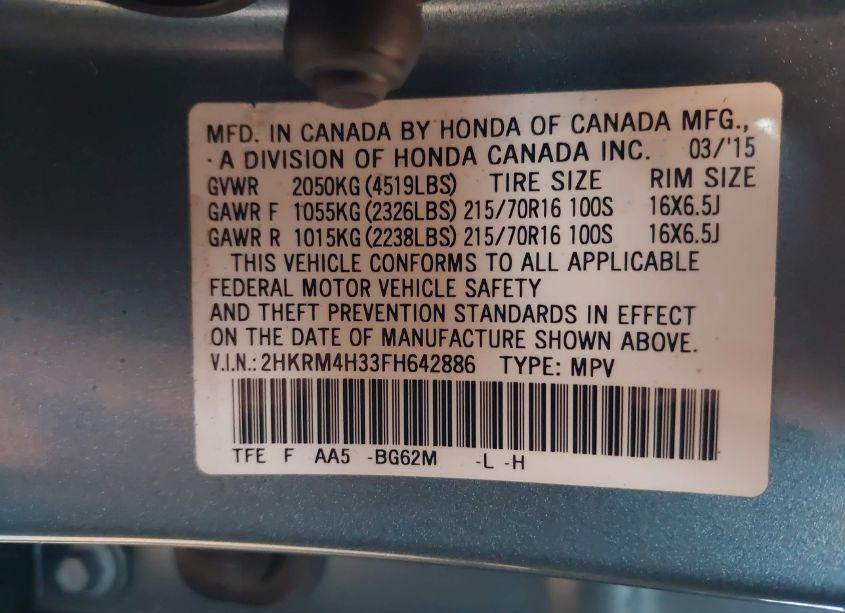 MFD. IN CANADA BY HONDA OF CANADA MFG.,
A DIVISION OF HONDA CANADA INC. 03/'15
GVWR 2050KG (4519LBS) TIRE SIZE RIM SIZE
GAWR F 1055KG (2326LBS) 215/70R16 100S 16X6.5J
GAWR R 1015KG (2238LBS) 215/70R16 100S 16X6.5J
THIS VEHICLE CONFORMS TO ALL APPLICABLE
FEDERAL MOTOR VEHICLE SAFETY
AND THEFT PREVENTION STANDARDS IN EFFECT
ON THE DATE OF MANUFACTURE SHOWN ABOVE.
V.I.N.: 2HKRM4H33FH642886 TYPE: MPV
TFE F AA5 -BG62M -L -H